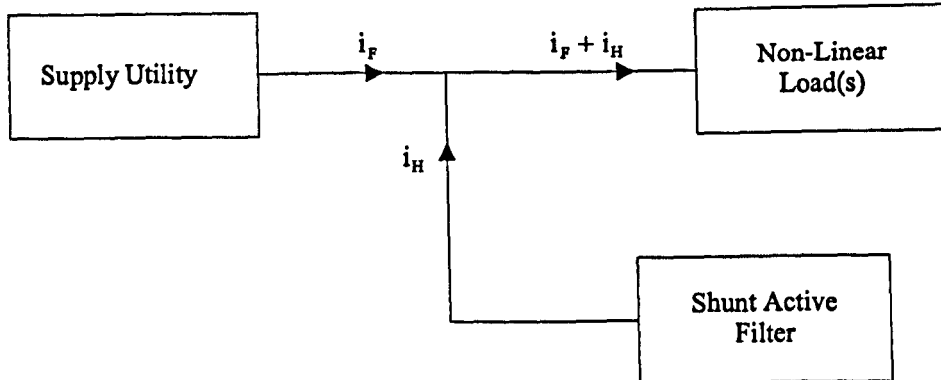 Supply Utility
i_F
i_F + i_H
Non-Linear
Load(s)
i_H
Shunt Active
Filter